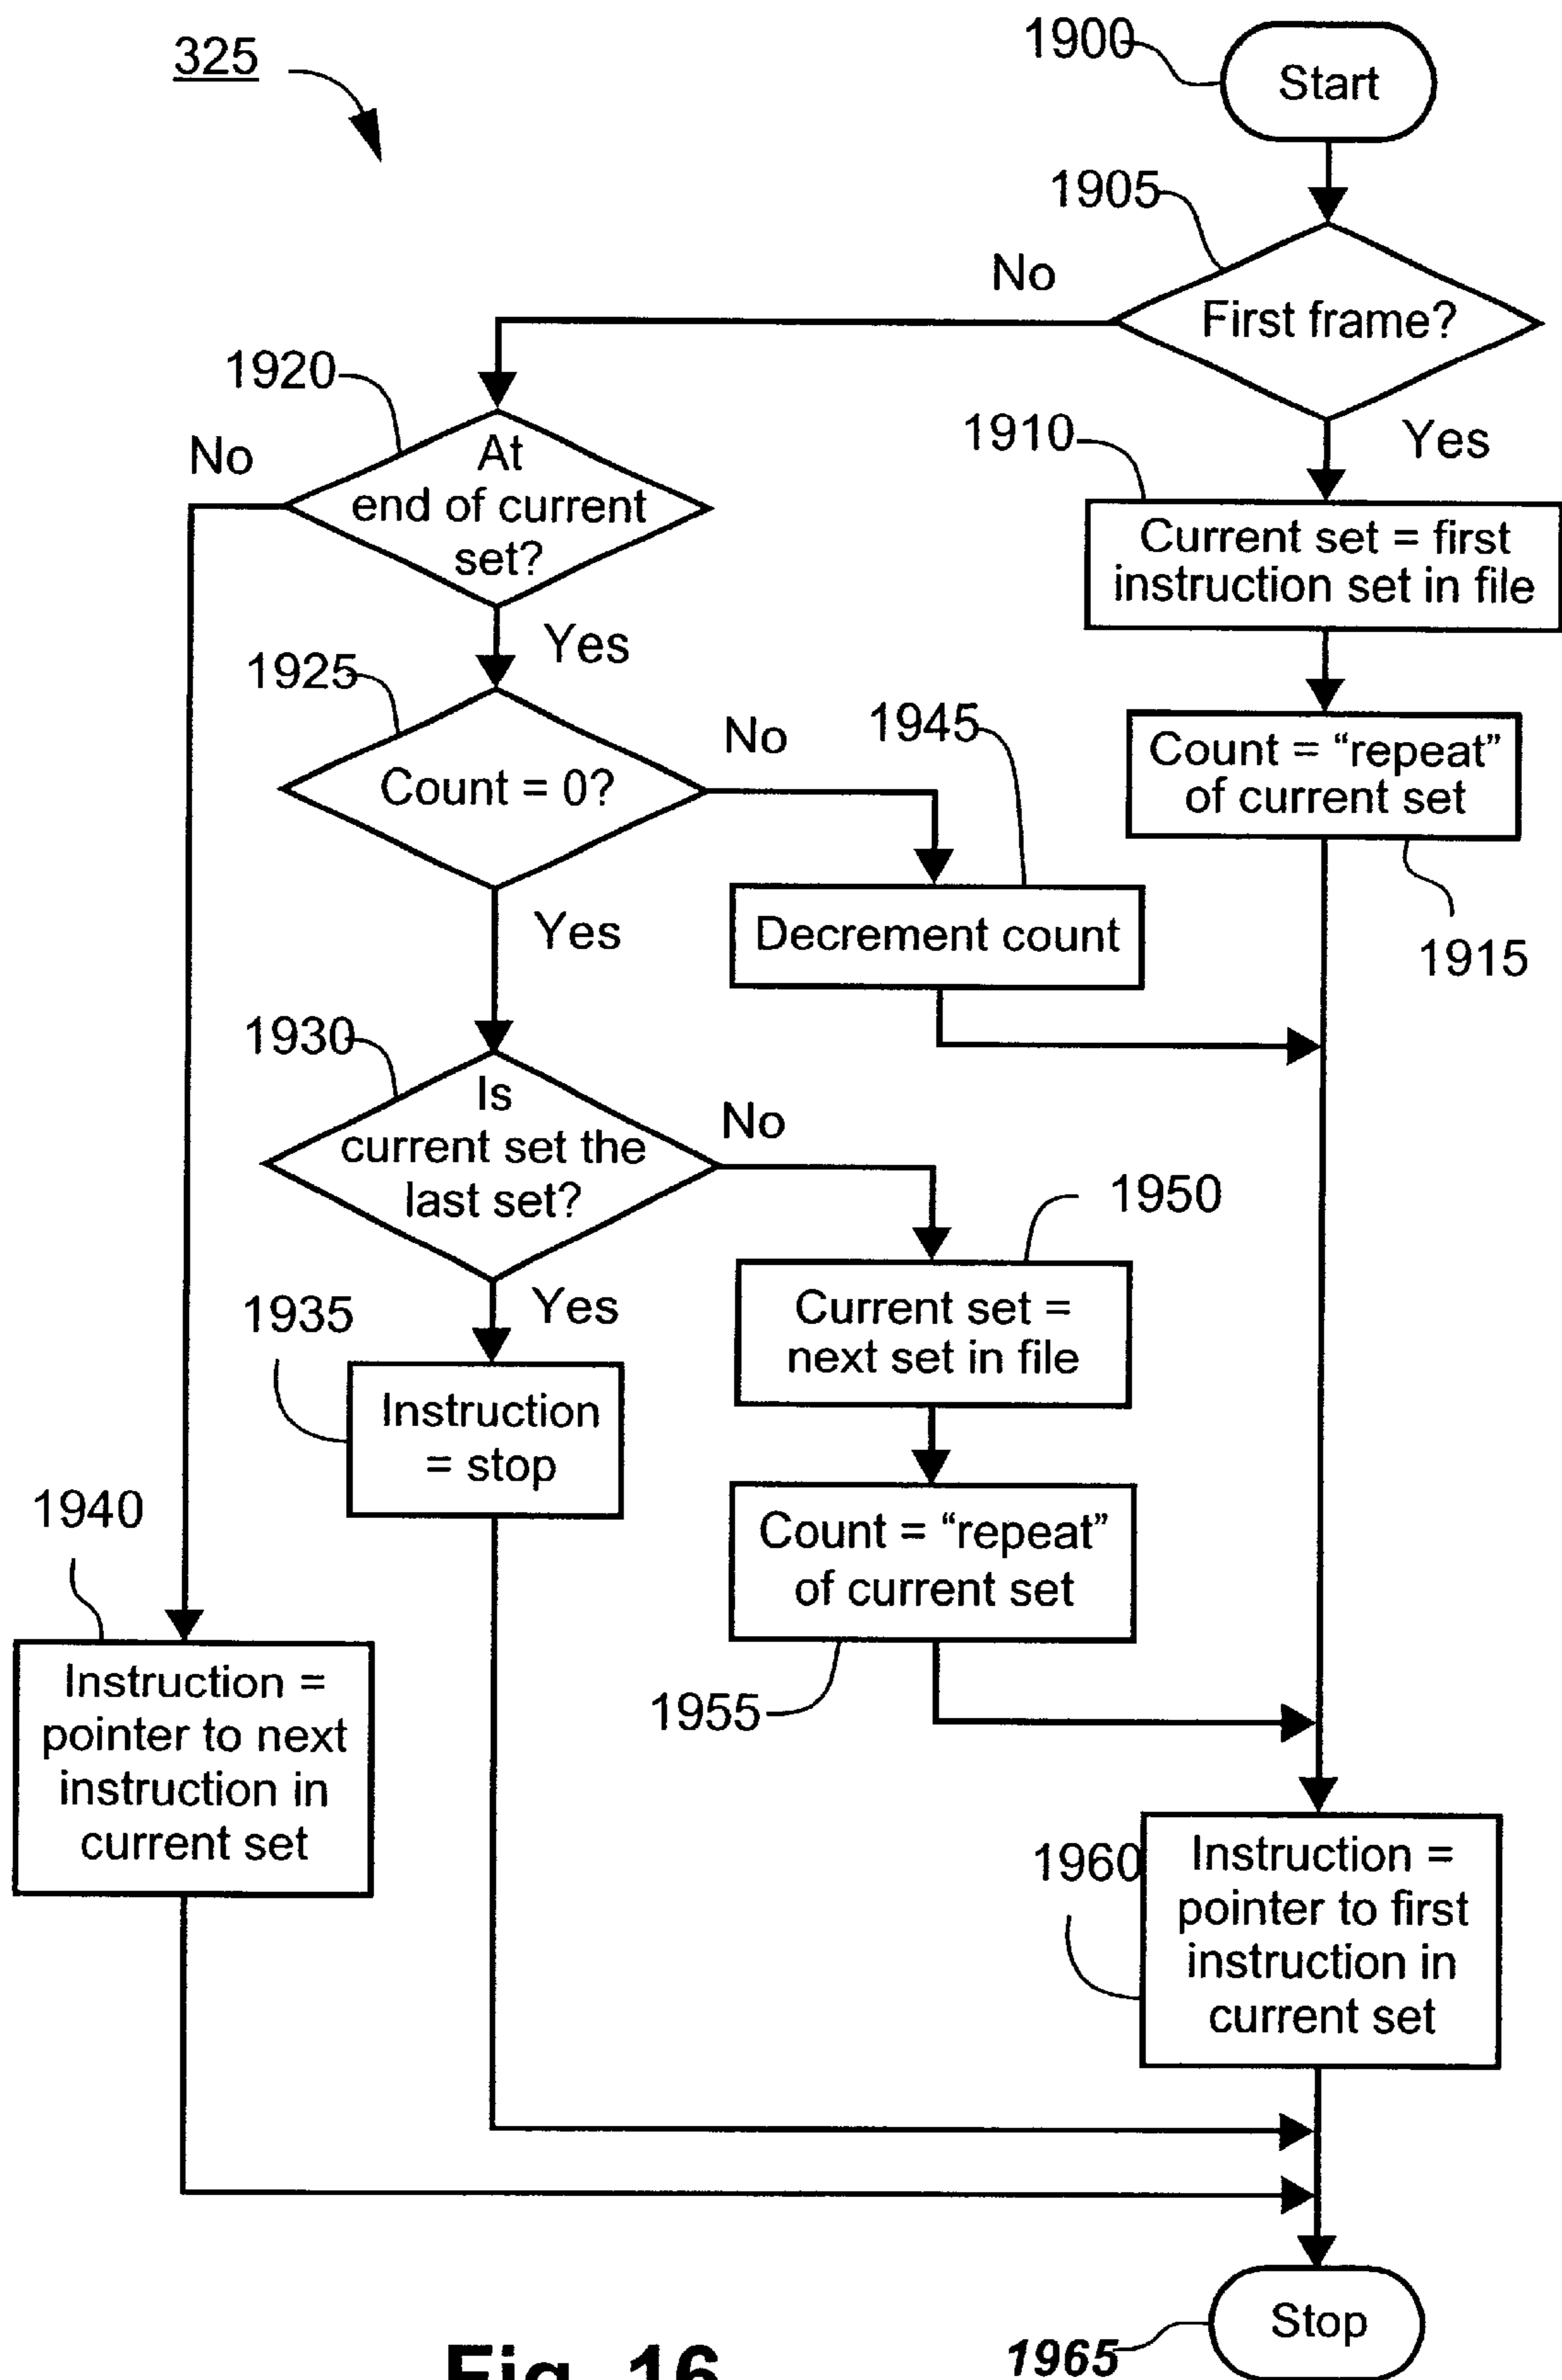 325
1900
Start
1905
No
First frame?
1920
No
At
end of current
set?
Yes
1910
Current set = first
instruction set in file
Yes
1925
Count = 0?
No
1945
Count = “repeat”
of current set
1915
Decrement count
Yes
1930
Is
current set the
last set?
No
1950
Current set =
next set in file
Yes
1935
Instruction
= stop
Count = “repeat”
of current set
1955
1940
Instruction =
pointer to next
instruction in
current set
1960
Instruction =
pointer to first
instruction in
current set
Stop
1965
Fig. 16